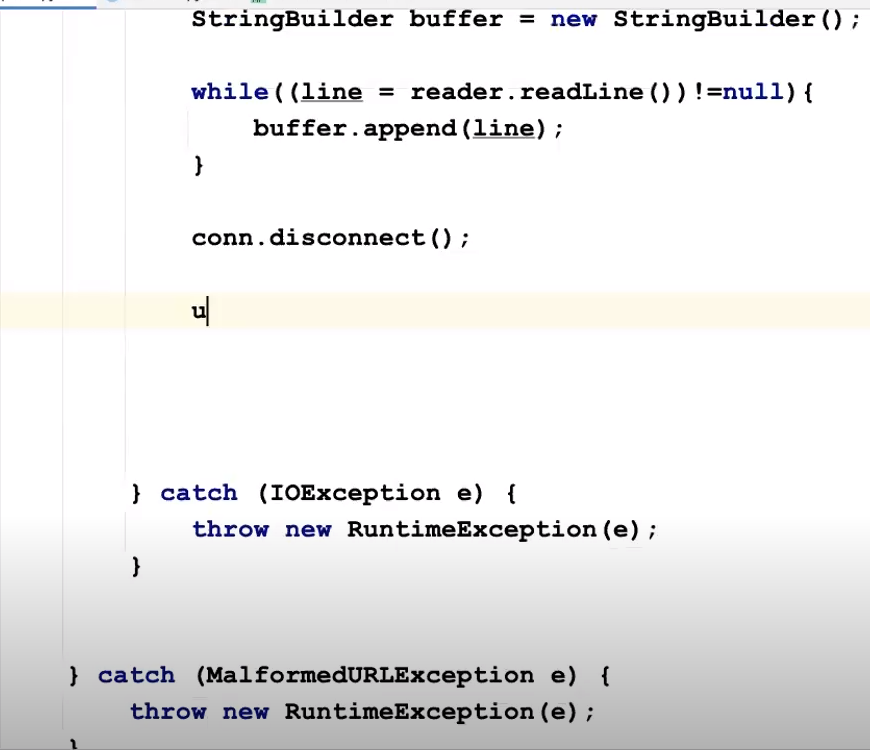 StringBuilder buffer = new StringBuilder();
while((line = reader.readLine())!=null){
buffer.append(line);
}
conn.disconnect();
u
} catch (IOException e) {
throw new RuntimeException(e);
}
} catch (MalformedURLException e) {
throw new RuntimeException(e);
}